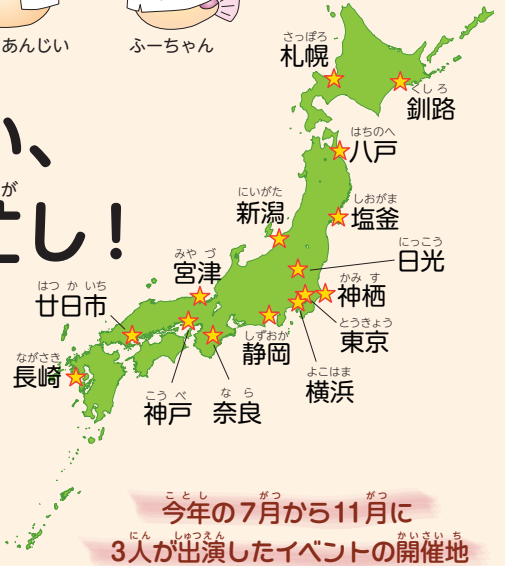 あんじい
ふーちゃん
い、
が
し！
さっぽろ
札幌
くしろ
釧路
はちのへ
八戸
にいがた
新潟
しおがま
塩釜
にっこう
日光
みやづ
宮津
かみす
神栖
はつかいち
廿日市
とうきょう
東京
しずおか
静岡
ながさき
長崎
よこはま
横浜
こうべ
神戸
なら
奈良
ことし がつ がつ
今年の7月から11月に
にん しゅつえん かいさいち
3人が出演したイベントの開催地